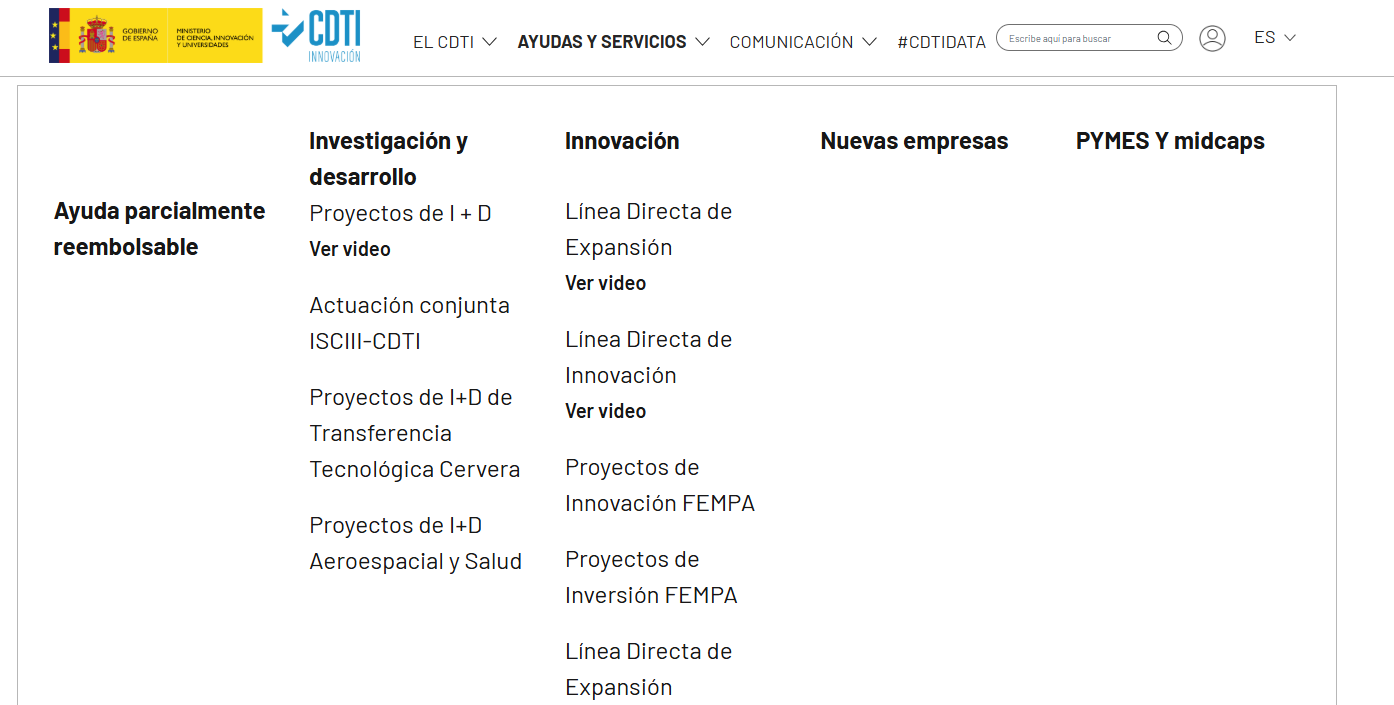 GOBIERNO
DE ESPAÑA
MINISTERIO
DE CIENCIA, INNOVACIÓN
Y UNIVERSIDADES
CDTI
INNOVACIÓN
EL CDTI
AYUDAS Y SERVICIOS
COMUNICACIÓN
#CDTIDATA
Escribe aqui para buscar
ES
Ayuda parcialmente
reembolsable
Investigación y
desarrollo
Proyectos de I + D
Ver video
Actuación conjunta
ISCIII-CDTI
Proyectos de I+D de
Transferencia
Tecnológica Cervera
Proyectos de I+D
Aeroespacial y Salud
Innovación
Línea Directa de
Expansión
Ver video
Línea Directa de
Innovación
Ver video
Proyectos de
Innovación FEMPA
Proyectos de
Inversión FEMPA
Línea Directa de
Expansión
Nuevas empresas
PYMES Y midcaps